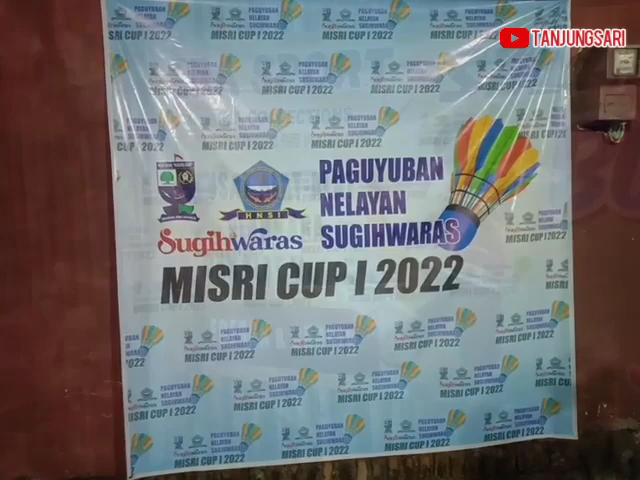 TANJUNGSARI
PAGUYUBAN
NELAYAN
SUGIHWARAS
HNSI
Sugihwaras
MISRI CUP I 2022